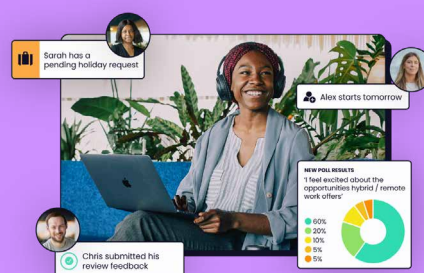 Sarah has a
pending holiday request
Alex starts tomorrow
NEW POLL RESULTS
'I feel excited about the
opportunities hybrid / remote
work offers'
60%
20%
10%
5%
5%
Chris submitted his
review feedback